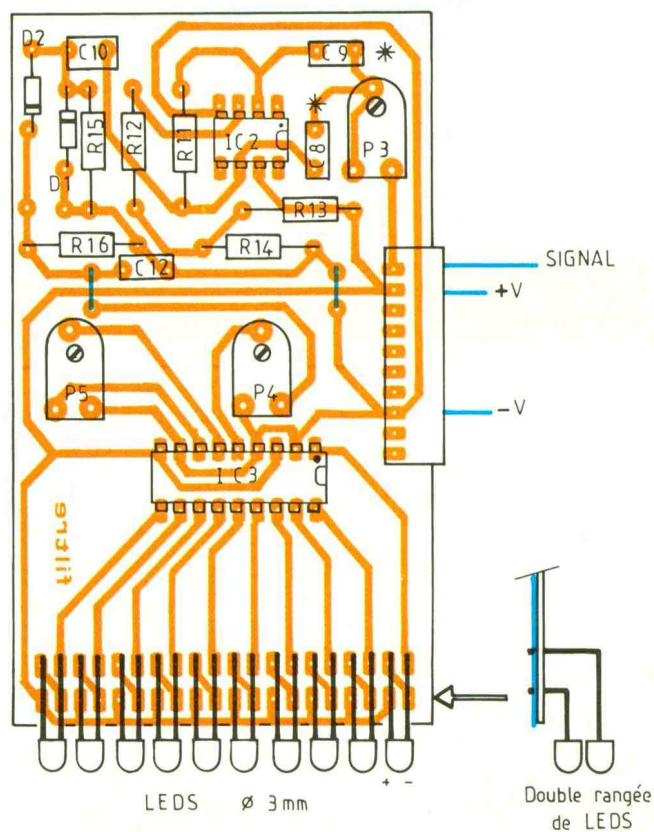 D2
C10
C9 *
*
R15
R12
R11
IC2
C8
P3
D1
R13
R16
R14
C12
SIGNAL
+V
P5
P4
-V
IC3
filtre
+ -
LEDS Ø 3mm
Double rangée
de LEDS